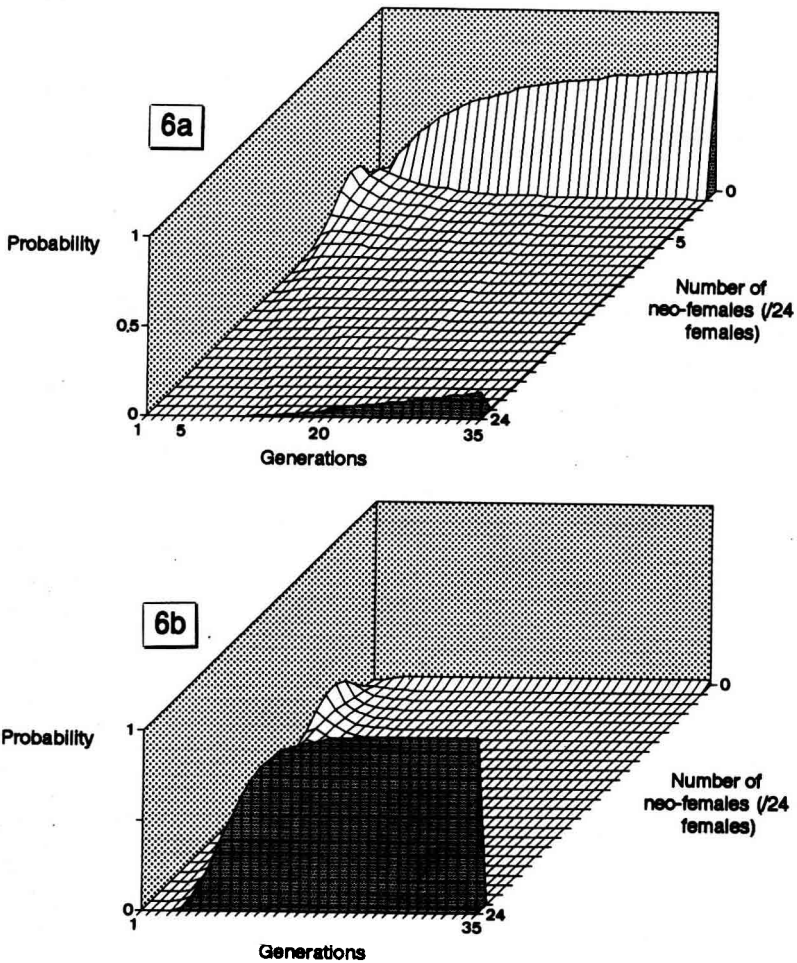 6a
Probability
1
0.5
0
1 5 20 35
24
5
0
Generations
Number of
neo-females (/24
females)
6b
Probability
1
0
1 35
24
0
Generations
Number of
neo-females (/24
females)